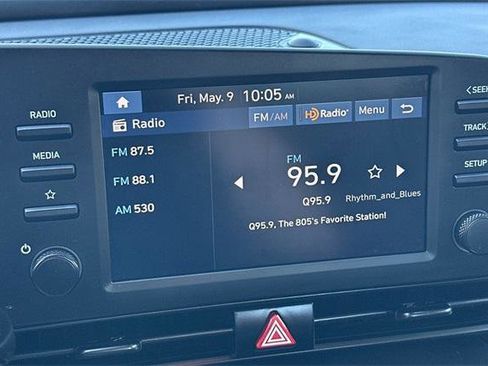 Fri, May. 9 10:05 AM
RADIO
Radio
FM/AM
HD Radio
Menu
< SEEK
FM 87.5
MEDIA
FM 88.1
AM 530
FM
95.9
Q95.9
Rhythm_and_Blues
Q95.9, The 805's Favorite Station!
TRACK
SETUP